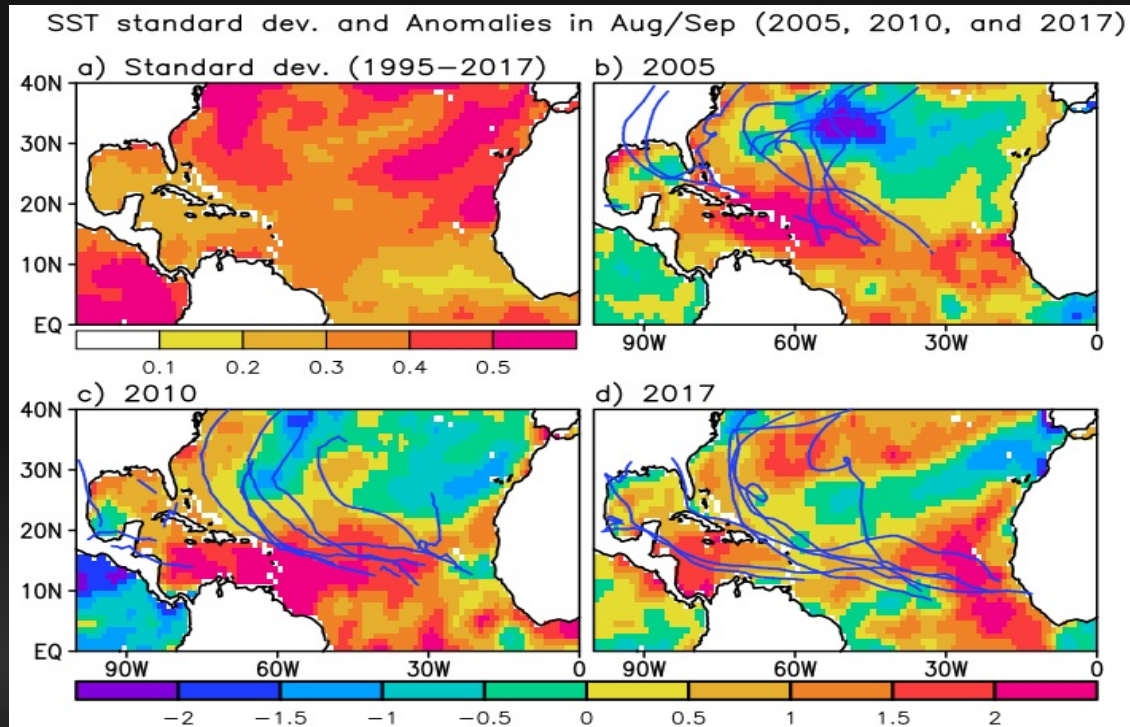 SST standard dev. and Anomalies in Aug/Sep (2005, 2010, and 2017)
a) Standard dev. (1995-2017)
b) 2005
40N
30N
20N
10N
EQ
0.1 0.2 0.3 0.4 0.5
90W 60W 30W 0
c) 2010
d) 2017
40N
30N
20N
10N
EQ
90W 60W 30W 0
90W 60W 30W 0
-2 -1.5 -1 -0.5 0 0.5 1 1.5 2